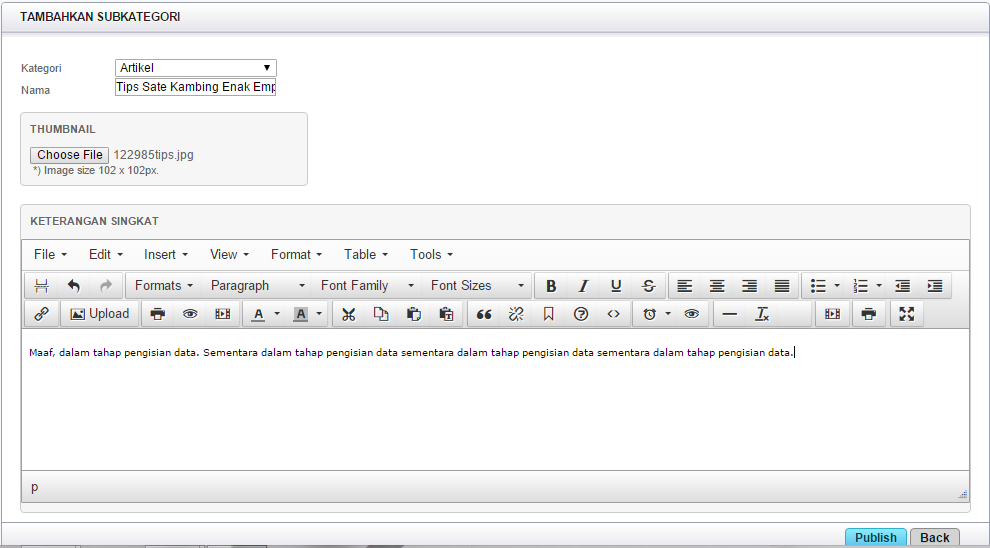 TAMBAHKAN SUBKATEGORI
Kategori Artikel
Nama Tips Sate Kambing Enak Emp
THUMBNAIL
Choose File 122985tips.jpg
*) Image size 102 x 102px.
KETERANGAN SINGKAT
File Edit Insert View Format Table Tools
Formats Paragraph Font Family Font Sizes B I U S
Upload A A
Maaf, dalam tahap pengisian data. Sementara dalam tahap pengisian data sementara dalam tahap pengisian data sementara dalam tahap pengisian data.
p
Publish Back